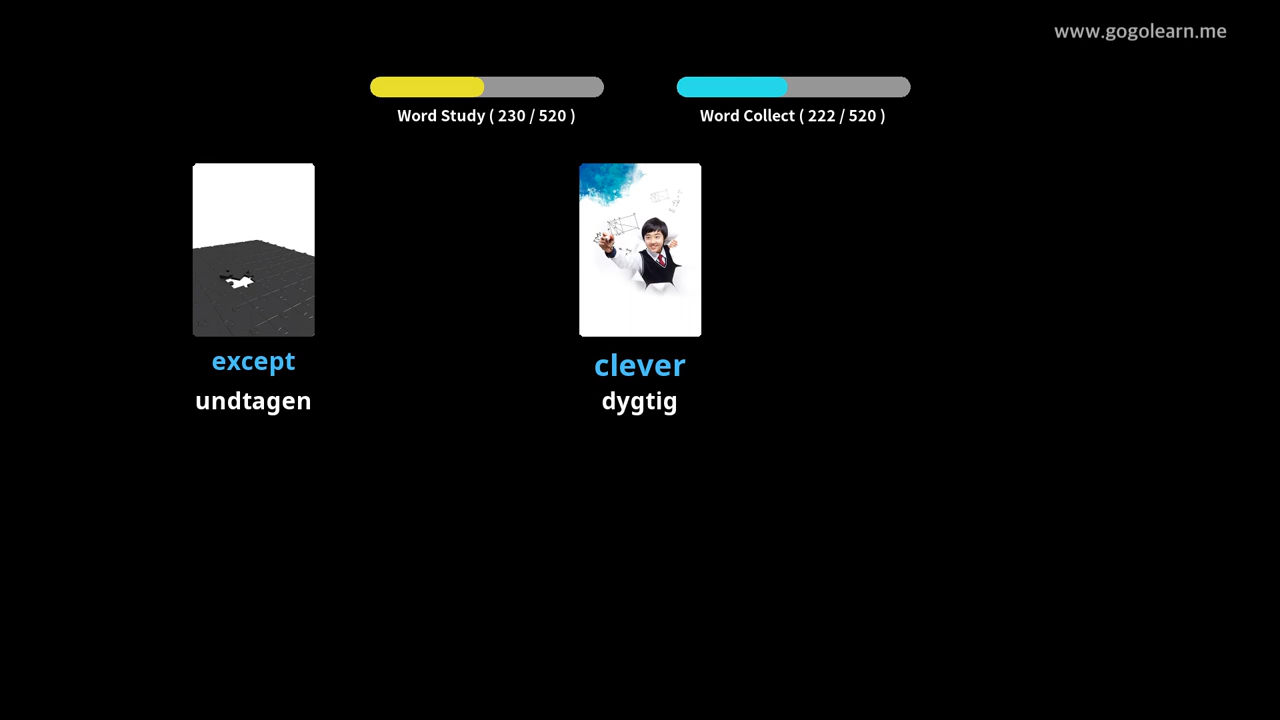 www.gogolearn.me
Word Study ( 230 / 520 )
Word Collect ( 222 / 520 )
except
undtagen
clever
dygtig